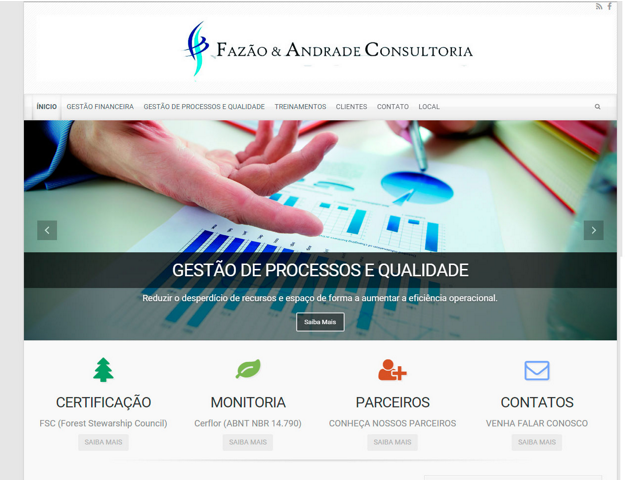 Fazão & Andrade Consultoria
ÍNICIO GESTÃO FINANCEIRA GESTÃO DE PROCESSOS E QUALIDADE TREINAMENTOS CLIENTES CONTATO LOCAL
GESTÃO DE PROCESSOS E QUALIDADE
Reduzir o desperdício de recursos e espaço de forma a aumentar a eficiência operacional.
Saiba Mais
CERTIFICAÇÃO MONITORIA PARCEIROS CONTATOS
FSC (Forest Stewarship Council) Cerflor (ABNT NBR 14.790) CONHEÇA NOSSOS PARCEIROS VENHA FALAR CONOSCO
SAIBA MAIS SAIBA MAIS SAIBA MAIS SAIBA MAIS